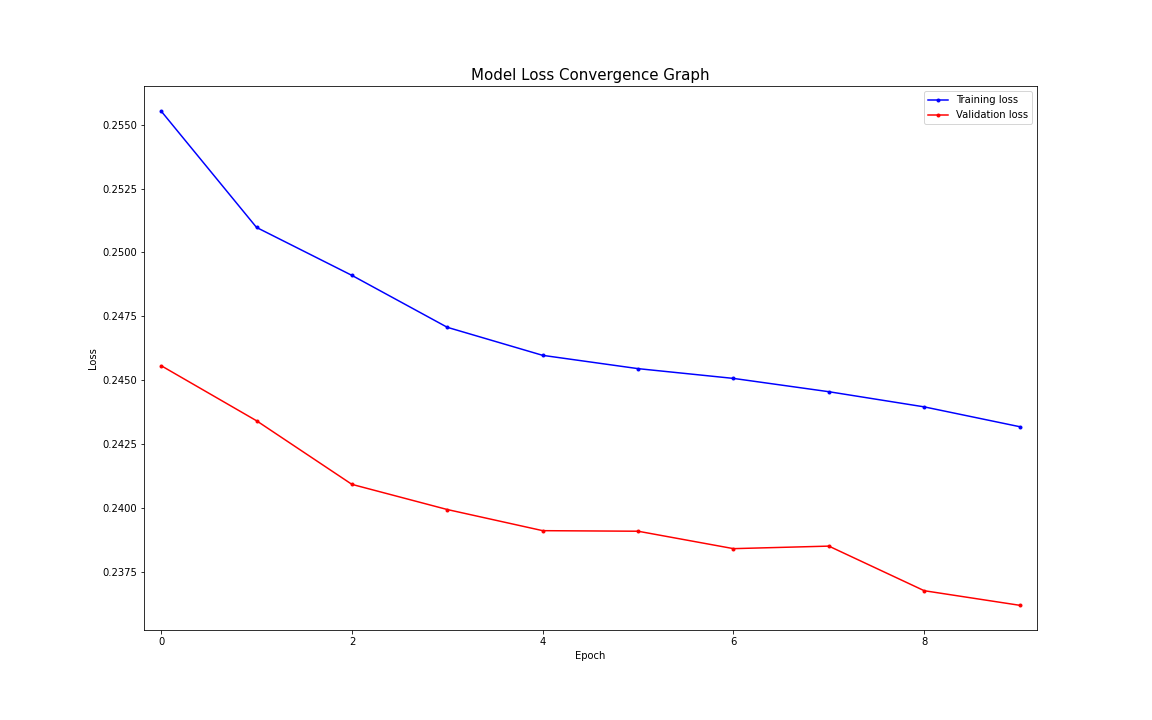 Model Loss Convergence Graph
Training loss
Validation loss
0.2550
0.2525
0.2500
0.2475
0.2450
0.2425
0.2400
0.2375
Loss
0 2 4 6 8
Epoch